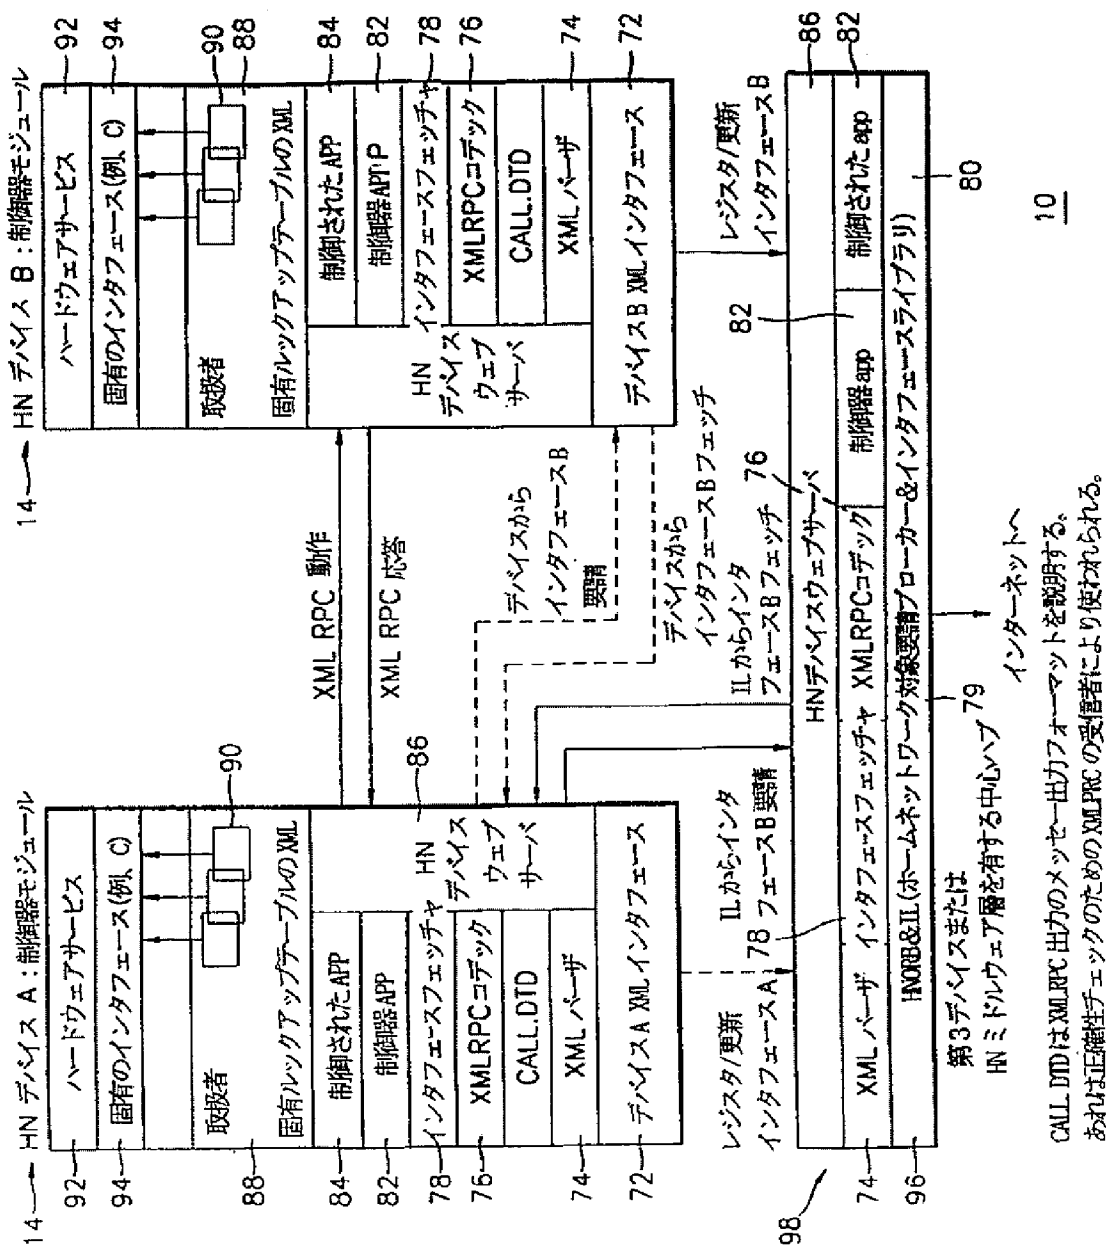 14 HN デバイス A:制御器モジュール
92 ハードウェアサービス
94 固有のインタフェース(例、C)
取扱者
90
88 固有ルックアップテーブルのXML
84 制御されたAPP
82 制御器APP
78 インタフェースフェッチャ
76 XMLRPCコデック
CALL.DTD
74 XML パーザ
72 デバイスA XML インタフェース
HN
デバイス
ウェブ
サーバ
86
XML RPC 動作
XML RPC 応答
デバイスから
インタフェースB
要請
デバイスから
インタフェースBフェッチ
ILからインタ
フェースBフェッチ
14 HN デバイス B:制御器モジュール
ハードウェアサービス 92
固有のインタフェース(例、C) 94
取扱者
90
固有ルックアップテーブルのXML 88
制御されたAPP 84
制御器APP'P 82
インタフェースフェッチャ 78
XMLRPCコデック 76
CALL.DTD
XML パーザ 74
デバイスB XML インタフェース 72
HN
デバイス
ウェブ
サーバ
レジスタ/更新
インタフェースA
ILからインタ
フェースB要請
レジスタ/更新
インタフェースB
98
HNデバイスウェブサーバ 86
74 XML パーザ
78 インタフェースフェッチャ
76 XMLRPCコデック
82 制御器app
制御された app 82
96 HNORB&IL(ホームネットワーク対象要請ブローカー&インタフェースライブラリ)
80
79
第3デバイスまたは
HNミドルウェア層を有する中心ハブ
インターネットへ
10
CALL DTDはXMLRPC出力のメッセー出力フォーマットを説明する。
あれは正確性チェックのためのXMLPRCの受信者により使われられる。